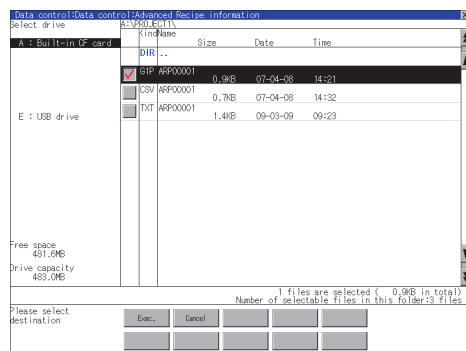 Data control:Data control:Advanced Recipe information
Select drive A:\PROJECT1\
Kind Name
Size Date Time
A : Built-in CF card
DIR ..
G1P ARP00001
0.9KB 07-04-08 14:21
CSV ARP00001
0.7KB 07-04-08 14:32
TXT ARP00001
E : USB drive 1.4KB 09-03-09 09:23
Free space
481.6MB
Drive capacity
483.0MB
1 files are selected ( 0.9KB in total)
Number of selectable files in this folder:3 files
Please select
destination
Exec. Cancel